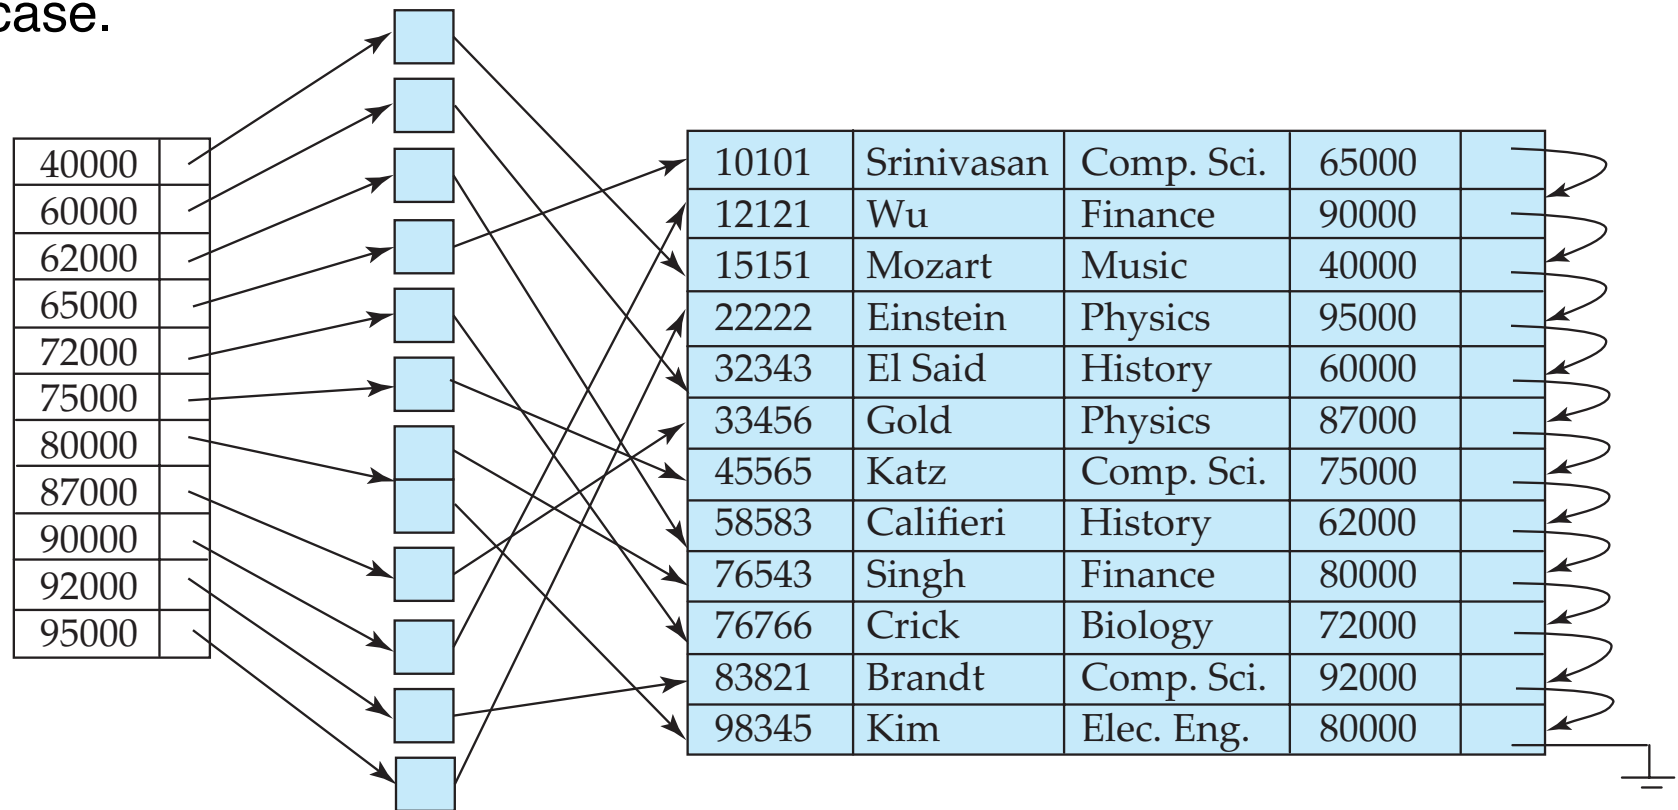 case.
40000
60000
62000
65000
72000
75000
80000
87000
90000
92000
95000
10101 Srinivasan Comp. Sci. 65000
12121 Wu Finance 90000
15151 Mozart Music 40000
22222 Einstein Physics 95000
32343 El Said History 60000
33456 Gold Physics 87000
45565 Katz Comp. Sci. 75000
58583 Califieri History 62000
76543 Singh Finance 80000
76766 Crick Biology 72000
83821 Brandt Comp. Sci. 92000
98345 Kim Elec. Eng. 80000